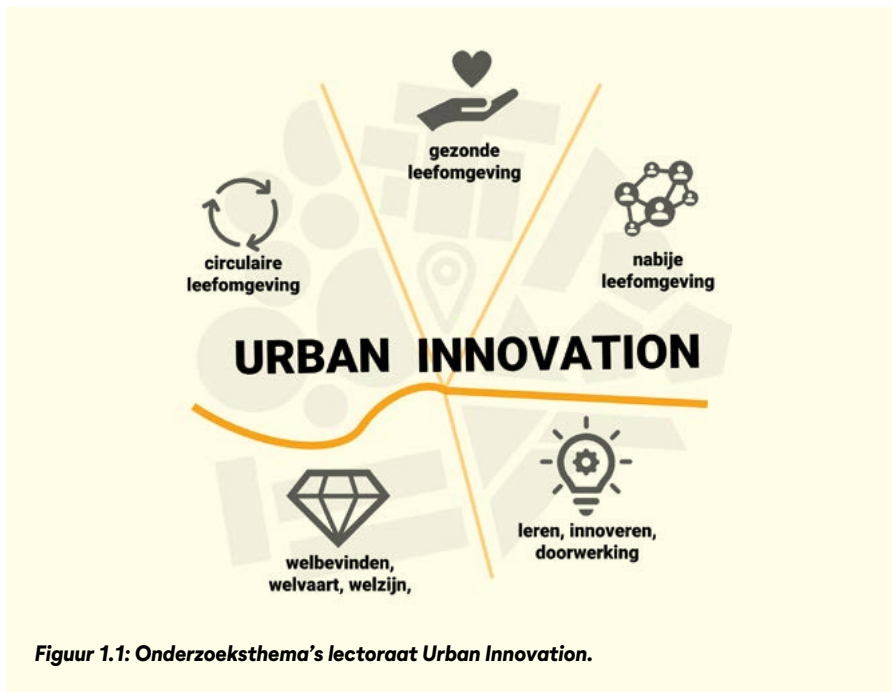 gezonde
leefomgeving
circulaire
leefomgeving
nabije
leefomgeving
URBAN INNOVATION
welbevinden,
welvaart, welzijn,
leren, innoveren,
doorwerking
Figuur 1.1: Onderzoeksthema's lectoraat Urban Innovation.